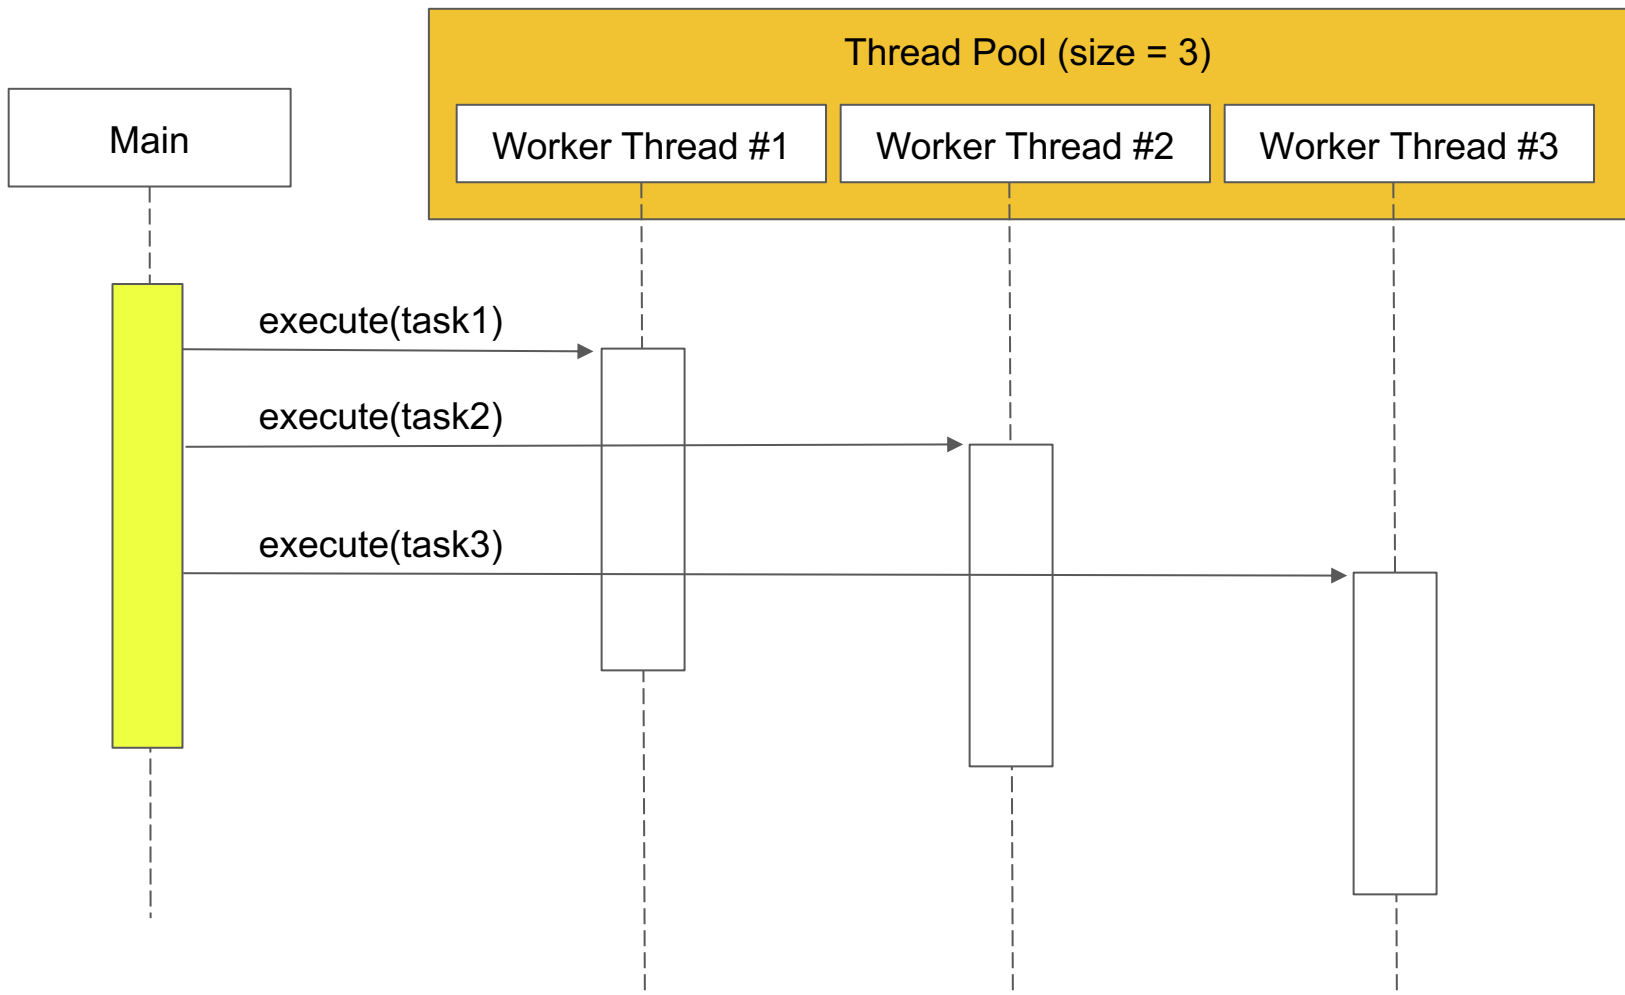 Thread Pool (size = 3)
Main
Worker Thread #1
Worker Thread #2
Worker Thread #3
execute(task1)
execute(task2)
execute(task3)